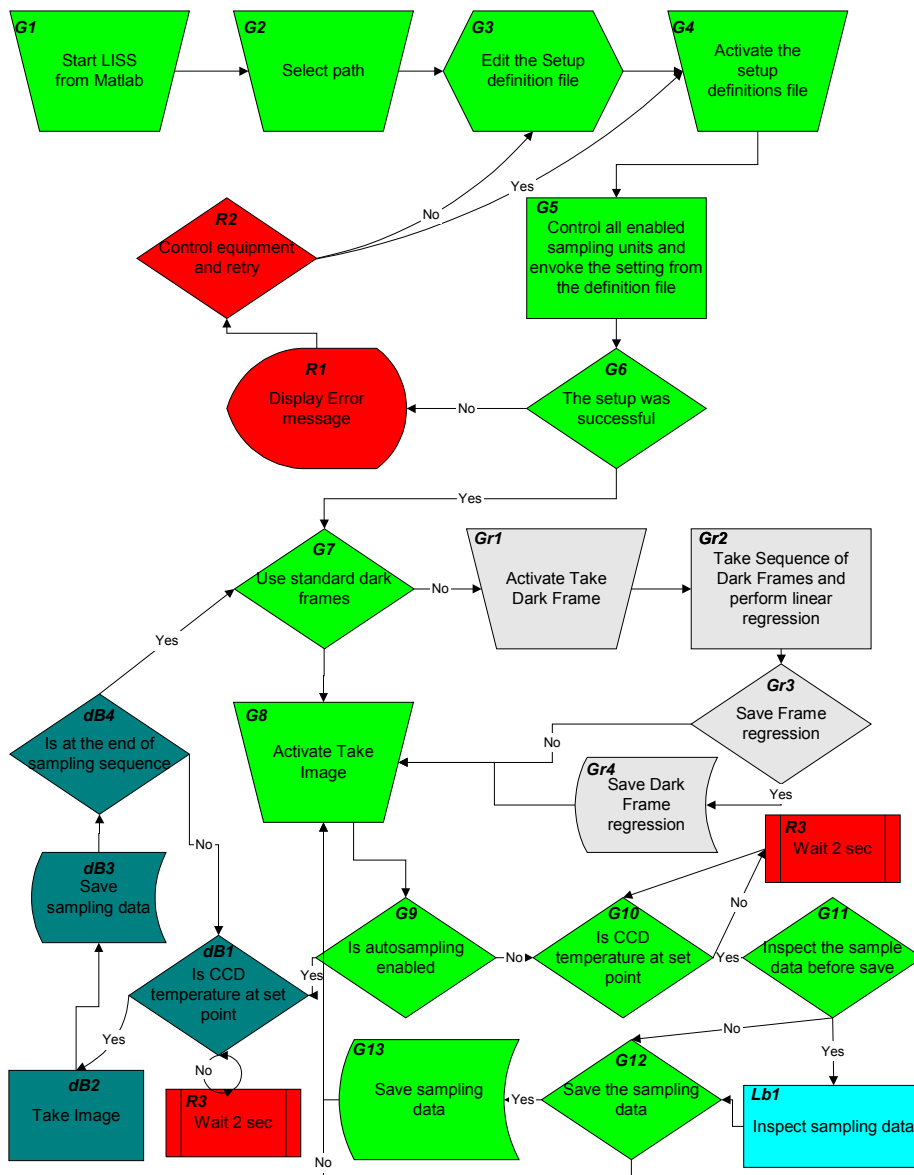 G1
Start LISS
from Matlab
G2
Select path
G3
Edit the Setup
definition file
G4
Activate the
setup
definitions file
No
Yes
R2
Control equipment
and retry
G5
Control all enabled
sampling units and
envoke the setting from
the definition file
R1
Display Error
message
No
G6
The setup was
successful
Yes
G7
Use standard dark
frames
No
Gr1
Activate Take
Dark Frame
Gr2
Take Sequence of
Dark Frames and
perform linear
regression
Yes
Gr3
Save Frame
regression
No
Yes
Gr4
Save Dark
Frame
regression
G8
Activate Take
Image
dB4
Is at the end of
sampling sequence
No
dB3
Save
sampling data
R3
Wait 2 sec
No
G9
Is autosampling
enabled
No
G10
Is CCD
temperature at set
point
Yes
G11
Inspect the sample
data before save
dB1
Is CCD
temperature at set
point
Yes
Yes
No
dB2
Take Image
R3
Wait 2 sec
No
Yes
G13
Save sampling
data
Yes
G12
Save the sampling
data
Lb1
Inspect sampling data
No